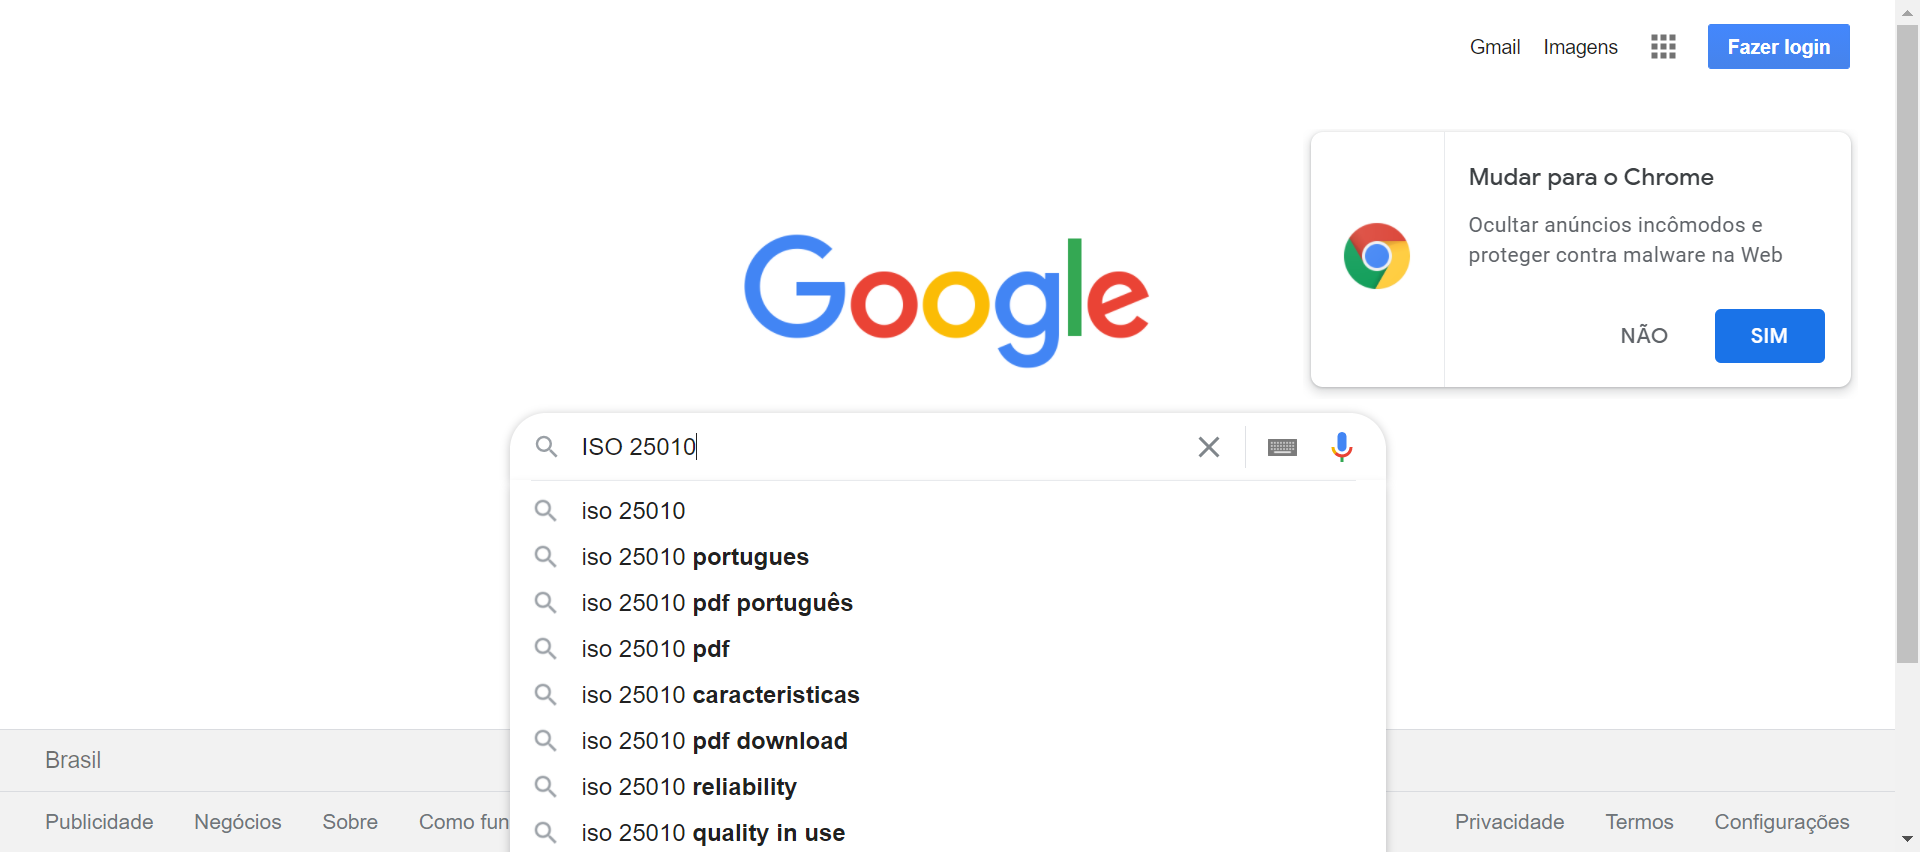 Gmail Imagens Fazer login
Mudar para o Chrome
Ocultar anúncios incômodos e
proteger contra malware na Web
NÃO SIM
Google
ISO 25010
iso 25010
iso 25010 portugues
iso 25010 pdf português
iso 25010 pdf
iso 25010 caracteristicas
iso 25010 pdf download
iso 25010 reliability
iso 25010 quality in use
Brasil
Publicidade Negócios Sobre Como fun
Privacidade Termos Configurações